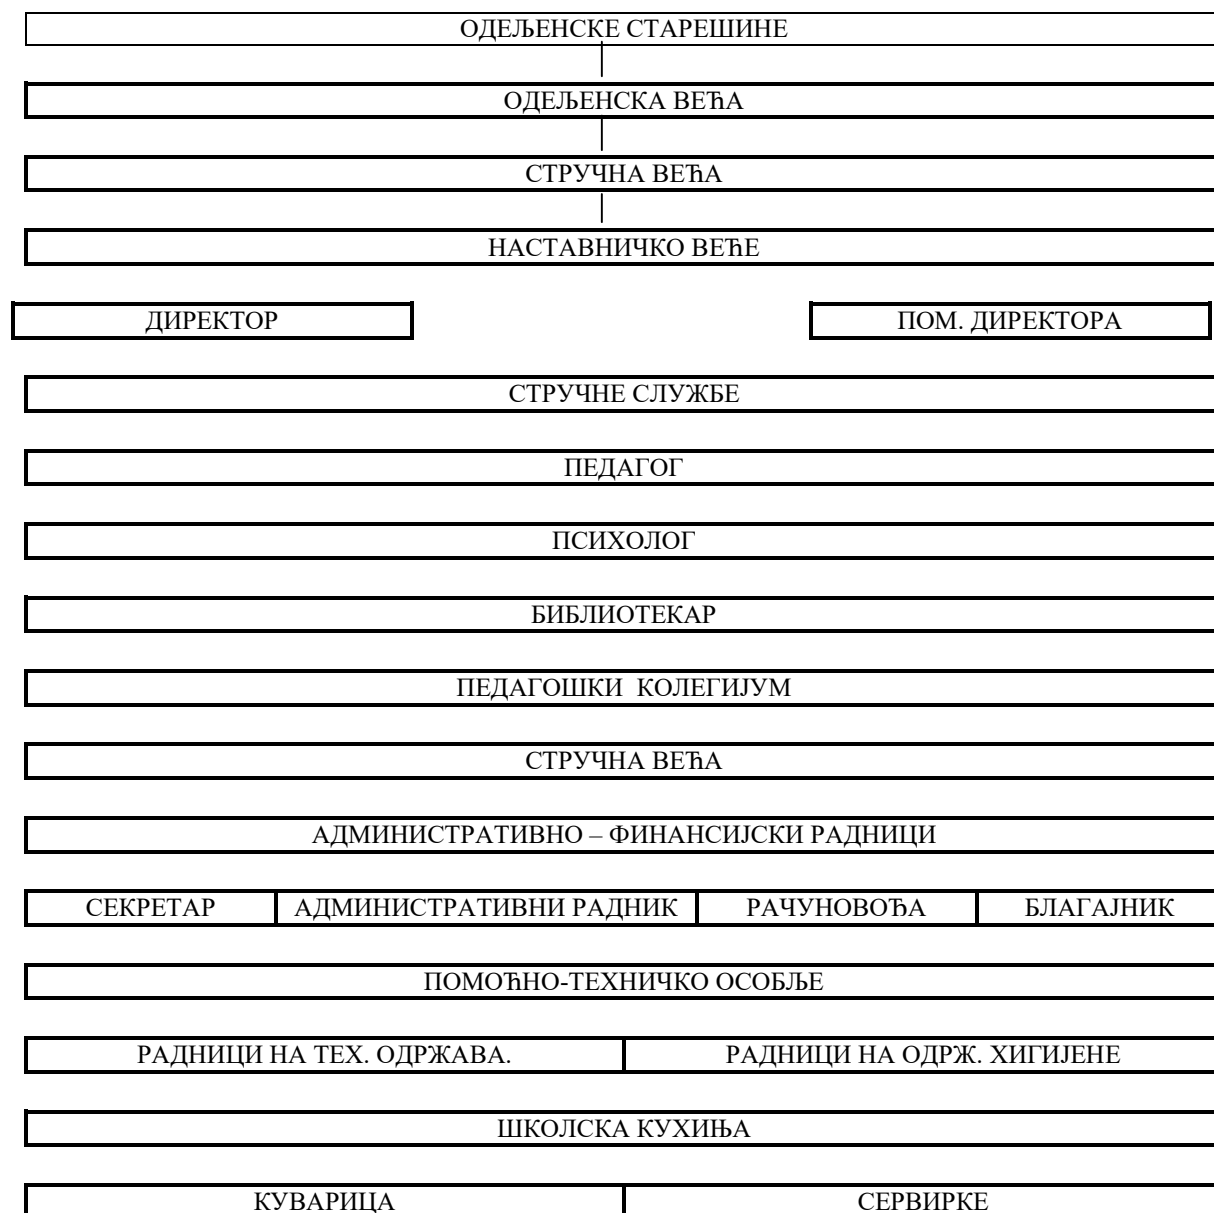 ОДЕЉЕНСКЕ СТАРЕШИНЕ
ОДЕЉЕНСКА ВЕЋА
СТРУЧНА ВЕЋА
НАСТАВНИЧКО ВЕЋЕ
ДИРЕКТОР ПОМ. ДИРЕКТОРА
СТРУЧНЕ СЛУЖБЕ
ПЕДАГОГ
ПСИХОЛОГ
БИБЛИОТЕКАР
ПЕДАГОШКИ КОЛЕГИЈУМ
СТРУЧНА ВЕЋА
АДМИНИСТРАТИВНО – ФИНАНСИЈСКИ РАДНИЦИ
СЕКРЕТАР АДМИНИСТРАТИВНИ РАДНИК РАЧУНОВОЂА БЛАГАЈНИК
ПОМОЋНО-ТЕХНИЧКО ОСОБЉЕ
РАДНИЦИ НА ТЕХ. ОДРЖАВА. РАДНИЦИ НА ОДРЖ. ХИГИЈЕНЕ
ШКОЛСКА КУХИЊА
КУВАРИЦА СЕРВИРКЕ